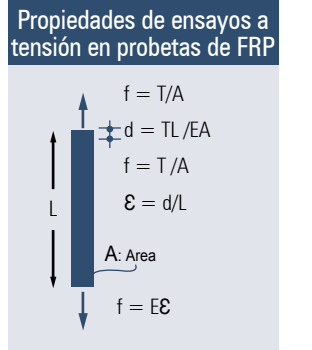 Propiedades de ensayos a
tensión en probetas de FRP
f = T/A
d = TL/EA
f = T/A
L
Ɛ = d/L
A: Area
f = EƐ